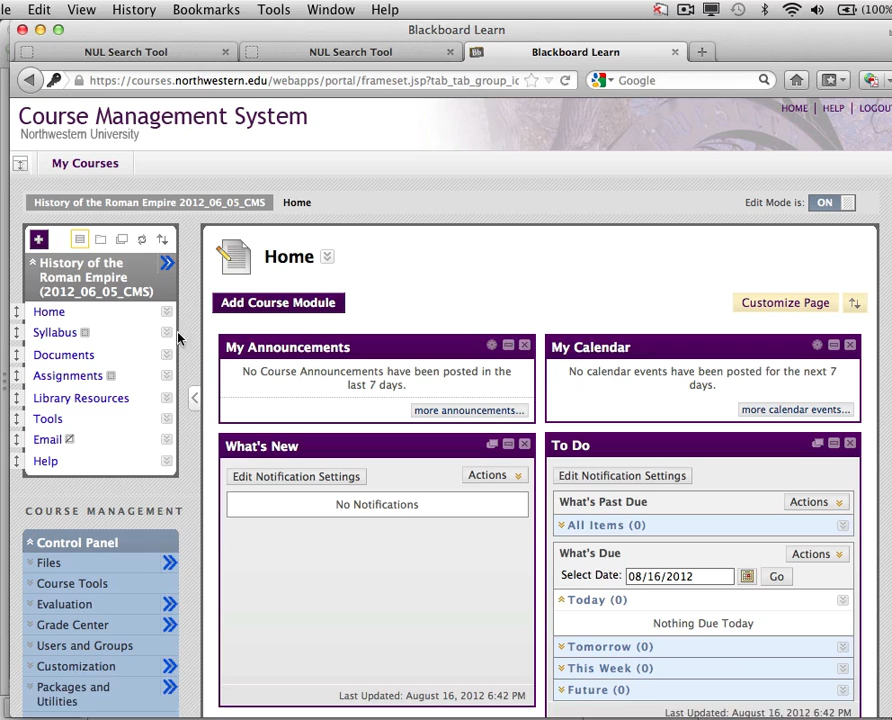 le Edit View History Bookmarks Tools Window Help (100%
Blackboard Learn
NUL Search Tool
NUL Search Tool
Bb Blackboard Learn
https://courses.northwestern.edu/webapps/portal/frameset.jsp?tab_tab_group_id
Google
Course Management System
Northwestern University
HOME | HELP | LOGOU
My Courses
History of the Roman Empire 2012_06_05_CMS Home
Edit Mode is: ON
History of the
Roman Empire
(2012_06_05_CMS)
Home
Syllabus
Documents
Assignments
Library Resources
Tools
Email
Help
COURSE MANAGEMENT
Control Panel
Files
Course Tools
Evaluation
Grade Center
Users and Groups
Customization
Packages and
Utilities
Home
Add Course Module
Customize Page
My Announcements
No Course Announcements have been posted in the
last 7 days.
more announcements...
My Calendar
No calendar events have been posted for the next 7
days.
more calendar events...
What's New
Edit Notification Settings
Actions
No Notifications
Last Updated: August 16, 2012 6:42 PM
To Do
Edit Notification Settings
What's Past Due Actions
All Items (0)
What's Due Actions
Select Date: 08/16/2012 Go
Today (0)
Nothing Due Today
Tomorrow (0)
This Week (0)
Future (0)
Last Updated: August 16, 2012 6:42 PM